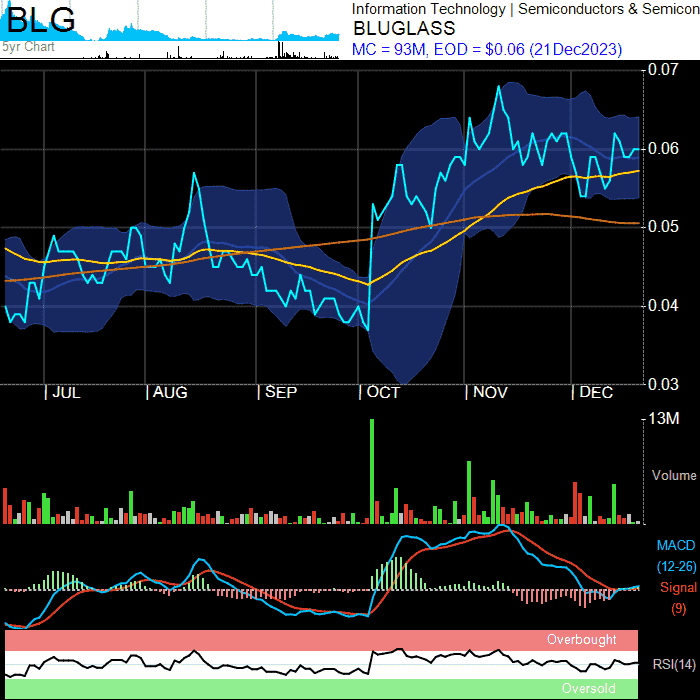 BLG
5yr Chart
Information Technology | Semiconductors & Semicon
BLUGLASS
MC = 93M, EOD = $0.06 (21Dec2023)
0.07
0.06
0.05
0.04
0.03
| JUL | AUG | SEP | OCT | NOV | DEC
13M
Volume
MACD
(12-26)
Signal
(9)
Overbought
RSI(14)
Oversold